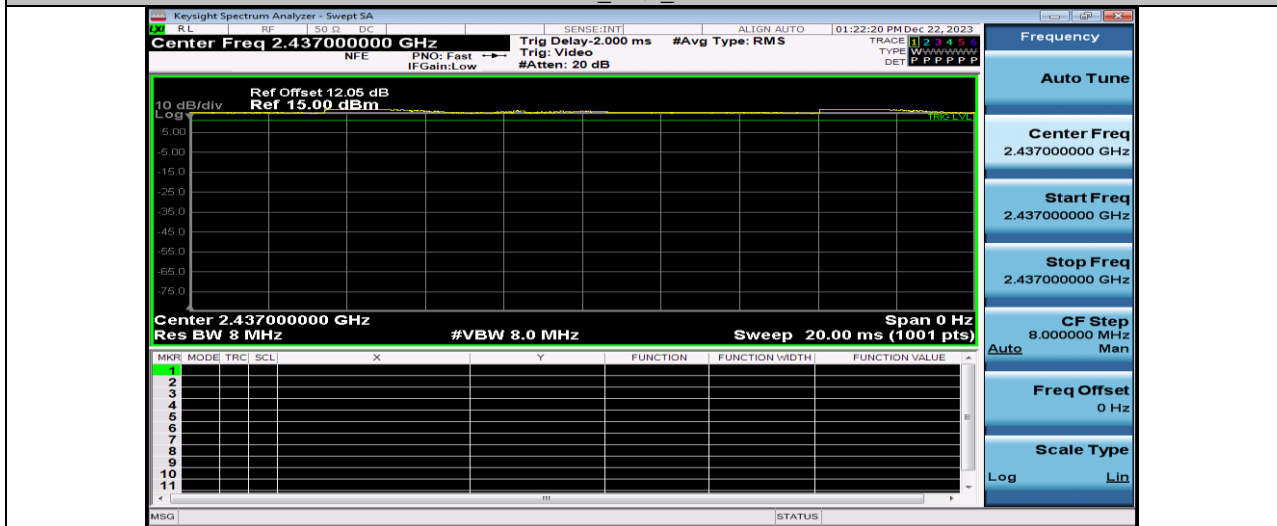 Keysight Spectrum Analyzer - Swept SA
LXI RL RF 50 Ω DC SENSE:INT ALIGN AUTO 01:22:20 PM Dec 22, 2023
Center Freq 2.437000000 GHz Trig Delay-2.000 ms #Avg Type: RMS TRACE 1 2 3 4 5 6
NFE PNO: Fast Trig: Video TYPE WWWWWW
IFGain:Low #Atten: 20 dB DET P P P P P P
Ref Offset 12.05 dB
10 dB/div Ref 15.00 dBm
Log
TRIG LVL
5.00
-5.00
-15.0
-25.0
-35.0
-45.0
-55.0
-65.0
-75.0
Center 2.437000000 GHz Span 0 Hz
Res BW 8 MHz #VBW 8.0 MHz Sweep 20.00 ms (1001 pts)
MKR MODE TRC SCL X Y FUNCTION FUNCTION WIDTH FUNCTION VALUE
1
2
3
4
5
6
7
8
9
10
11
MSG STATUS
Frequency
Auto Tune
Center Freq
2.437000000 GHz
Start Freq
2.437000000 GHz
Stop Freq
2.437000000 GHz
CF Step
8.000000 MHz
Auto Man
Freq Offset
0 Hz
Scale Type
Log Lin